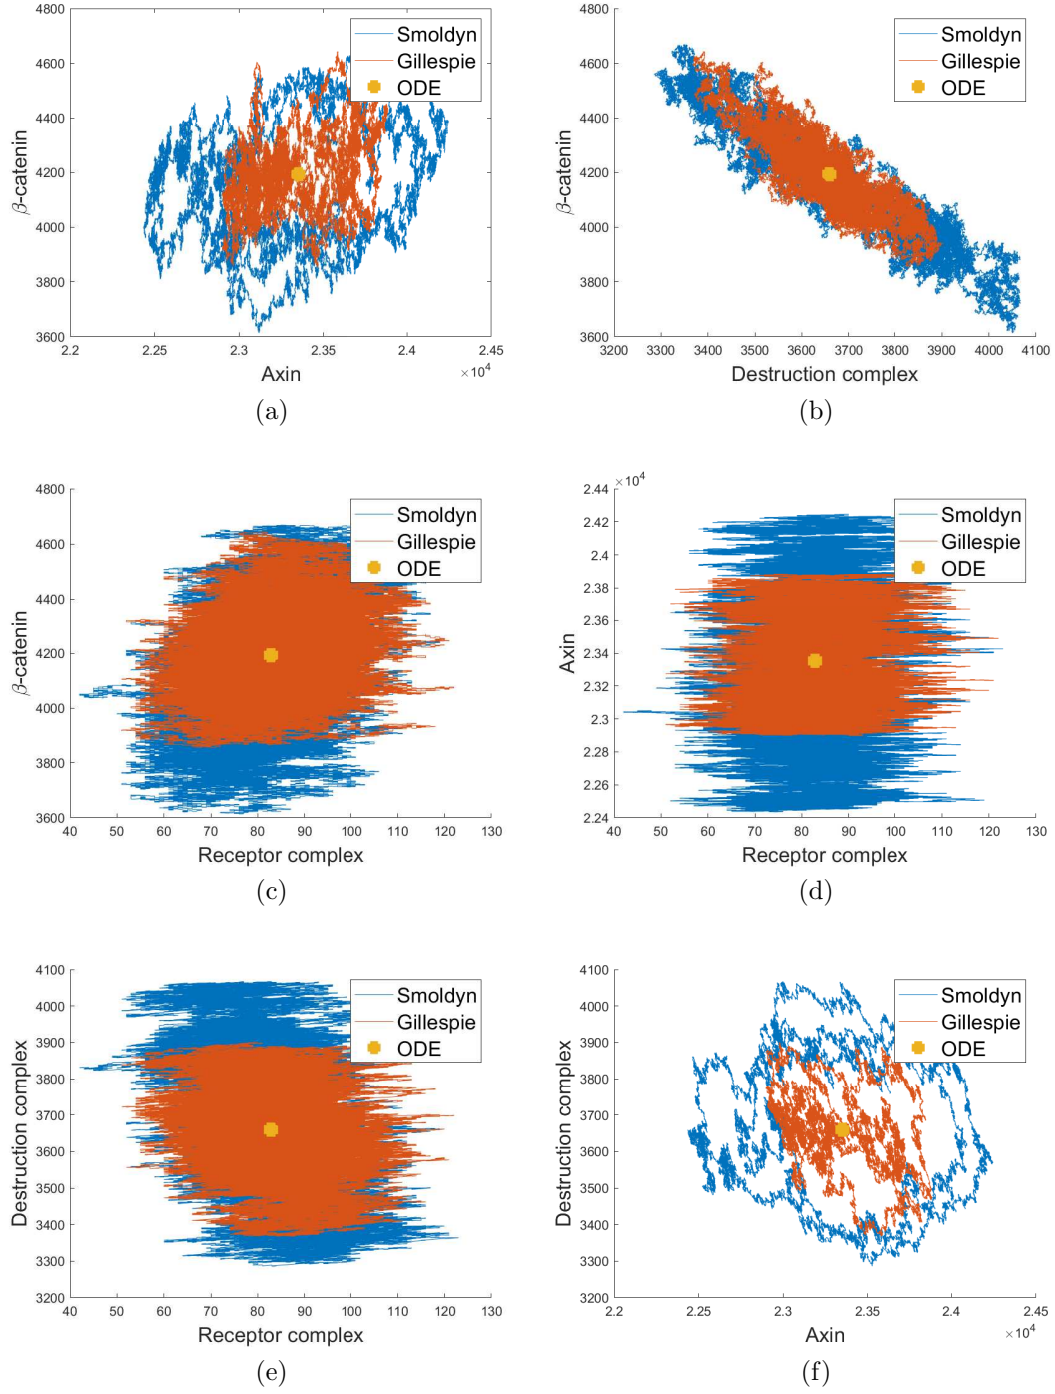 4800
4600
4400
4200
4000
3800
3600
β-catenin
2.2
2.25
2.3
2.35
2.4
2.45
×10⁴
Axin
Smoldyn
Gillespie
ODE
(a)
4800
4600
4400
4200
4000
3800
3600
β-catenin
3200
3300
3400
3500
3600
3700
3800
3900
4000
4100
Destruction complex
Smoldyn
Gillespie
ODE
(b)
4800
4600
4400
4200
4000
3800
3600
β-catenin
40
50
60
70
80
90
100
110
120
130
Receptor complex
Smoldyn
Gillespie
ODE
(c)
×10⁴
2.44
2.42
2.4
2.38
2.36
2.34
2.32
2.3
2.28
2.26
2.24
Axin
40
50
60
70
80
90
100
110
120
130
Receptor complex
Smoldyn
Gillespie
ODE
(d)
4100
4000
3900
3800
3700
3600
3500
3400
3300
3200
Destruction complex
40
50
60
70
80
90
100
110
120
130
Receptor complex
Smoldyn
Gillespie
ODE
(e)
4100
4000
3900
3800
3700
3600
3500
3400
3300
3200
Destruction complex
2.2
2.25
2.3
2.35
2.4
2.45
×10⁴
Axin
Smoldyn
Gillespie
ODE
(f)